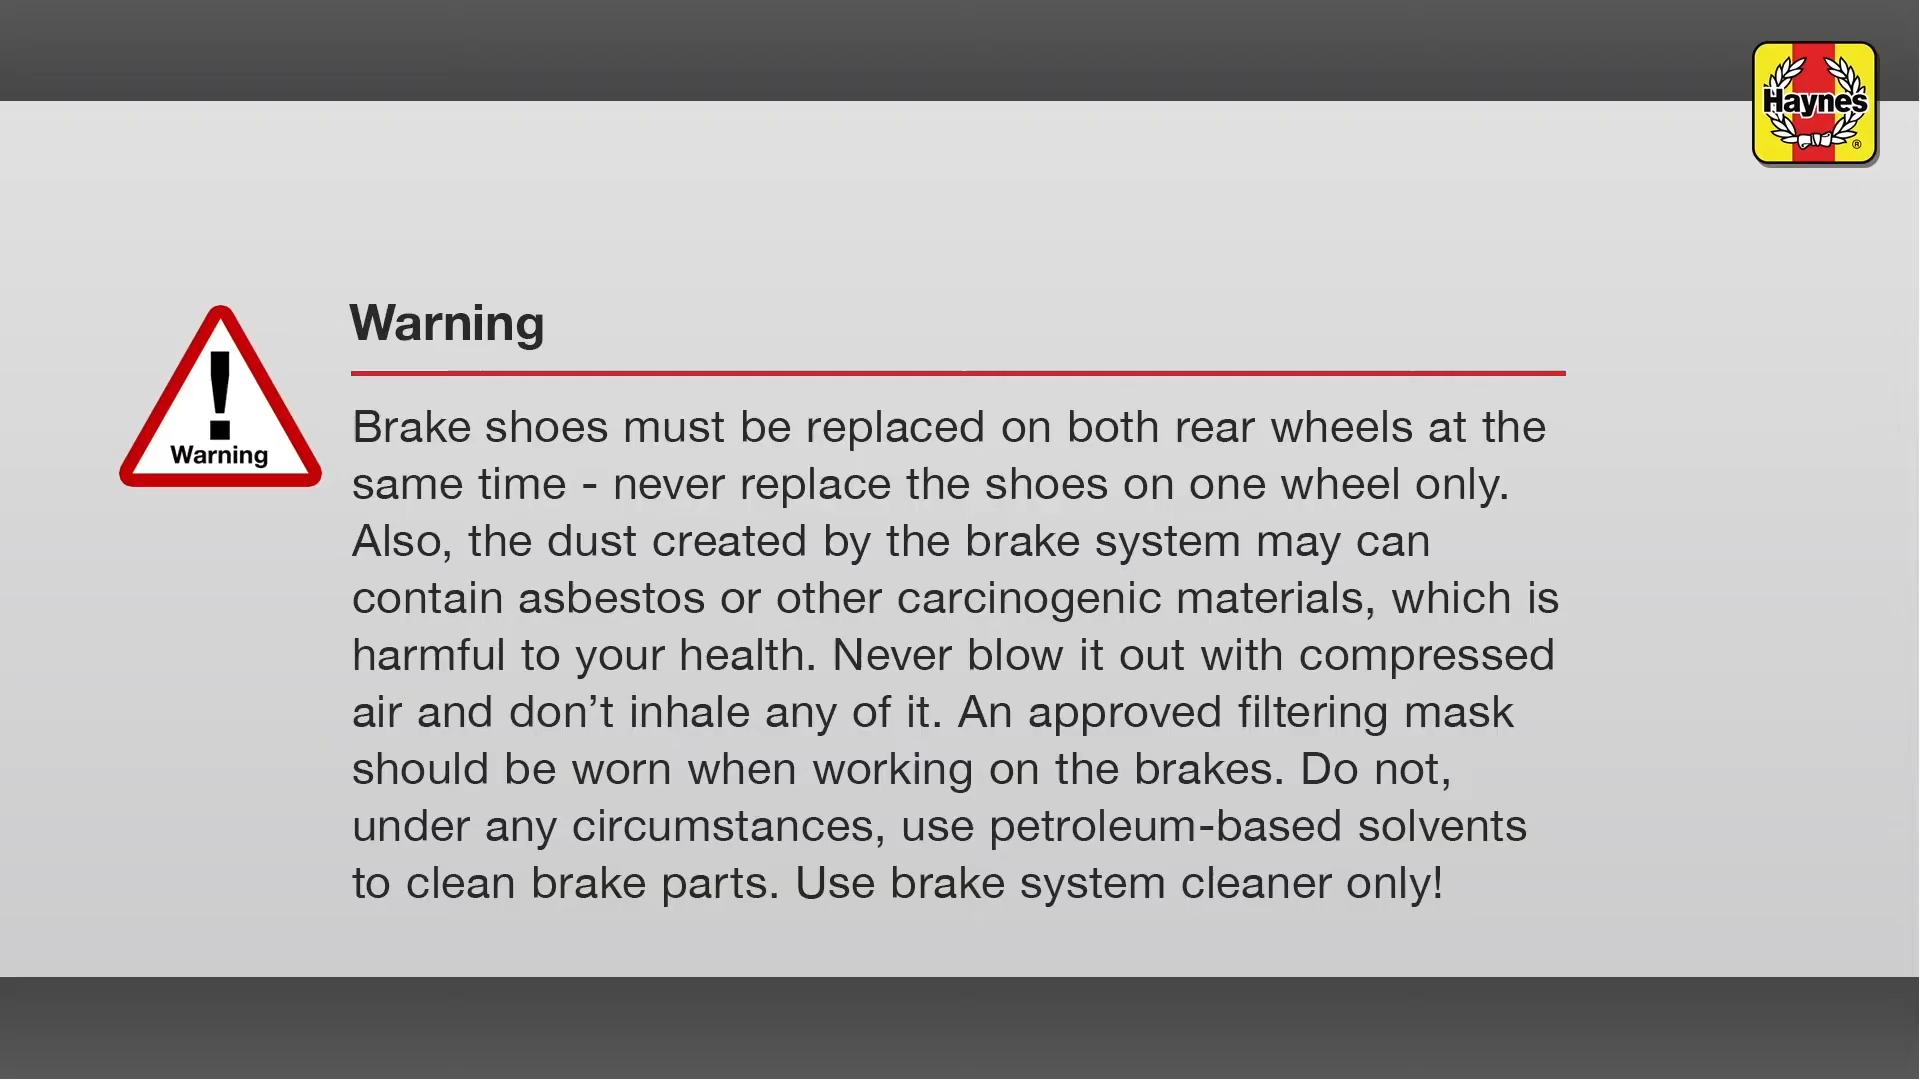 Haynes
®
Warning
Warning
Brake shoes must be replaced on both rear wheels at the
same time - never replace the shoes on one wheel only.
Also, the dust created by the brake system may can
contain asbestos or other carcinogenic materials, which is
harmful to your health. Never blow it out with compressed
air and don’t inhale any of it. An approved filtering mask
should be worn when working on the brakes. Do not,
under any circumstances, use petroleum-based solvents
to clean brake parts. Use brake system cleaner only!